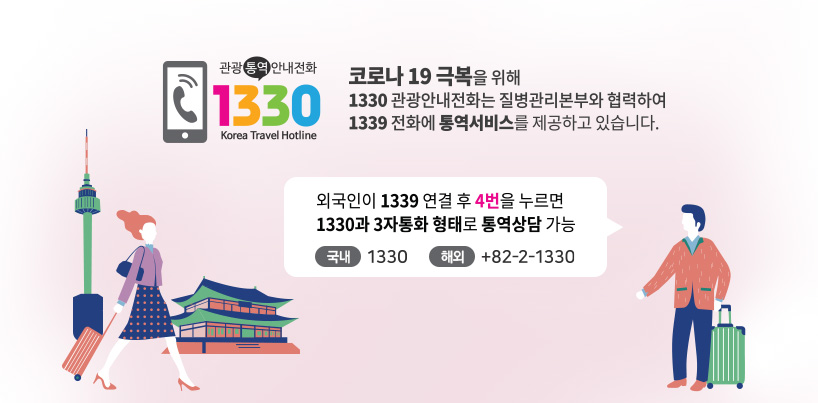 관광통역안내전화
1330
Korea Travel Hotline
코로나 19 극복을 위해
1330 관광안내전화는 질병관리본부와 협력하여
1339 전화에 통역서비스를 제공하고 있습니다.
외국인이 1339 연결 후 4번을 누르면
1330과 3자통화 형태로 통역상담 가능
국내 1330 해외 +82-2-1330